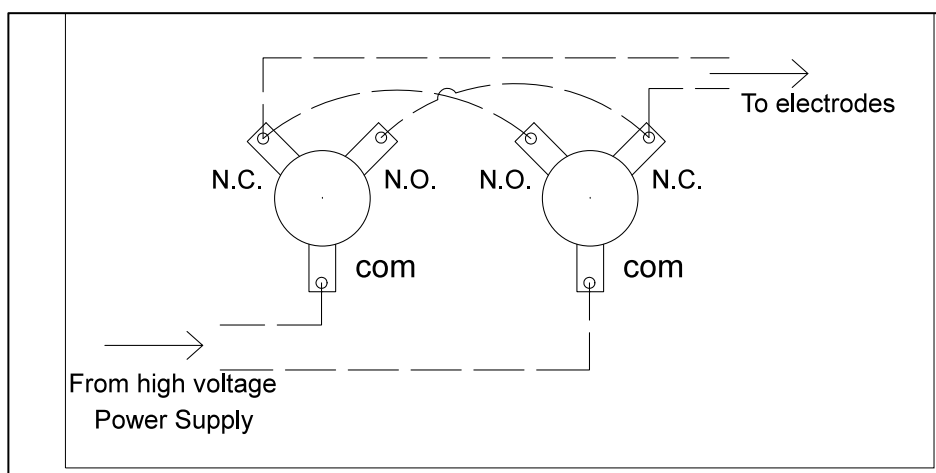 To electrodes
N.C.
N.O.
N.O.
N.C.
com
com
From high voltage
Power Supply